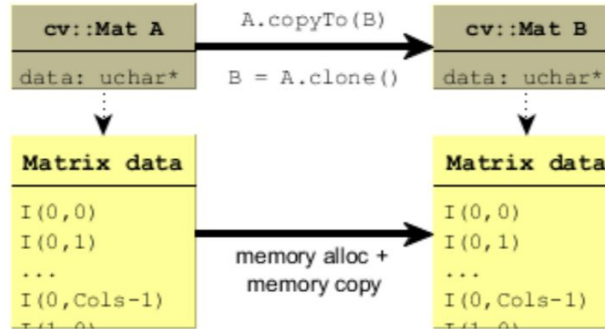 cv::Mat A
data: uchar*
A.copyTo(B)
B = A.clone()
cv::Mat B
data: uchar*
Matrix data
I(0,0)
I(0,1)
...
I(0,Cols-1)
memory alloc +
memory copy
Matrix data
I(0,0)
I(0,1)
...
I(0,Cols-1)